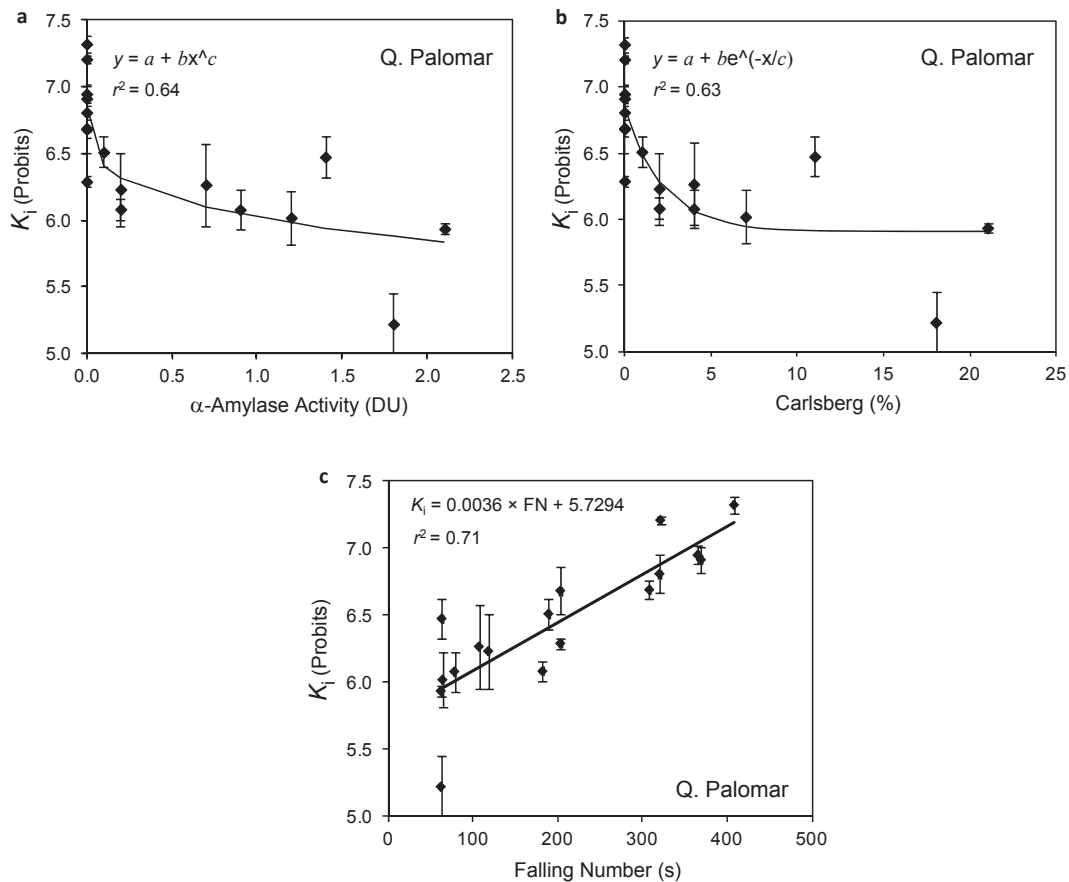 a
7.5
7.0
6.5
6.0
5.5
5.0
Ki (Probits)
y = a + bx^c
r² = 0.64
Q. Palomar
0.0 0.6 1.0 1.5 2.0 2.5
α-Amylase Activity (DU)
b
7.5
7.0
6.5
6.0
5.5
5.0
Ki (Probits)
y = a + be^(-x/c)
r² = 0.63
Q. Palomar
0 5 10 15 20 25
Carlsberg (%)
c
7.5
7.0
6.5
6.0
5.5
5.0
Ki (Probits)
Ki = 0.0036 × FN + 5.7294
r² = 0.71
Q. Palomar
0 100 200 300 400 500
Falling Number (s)